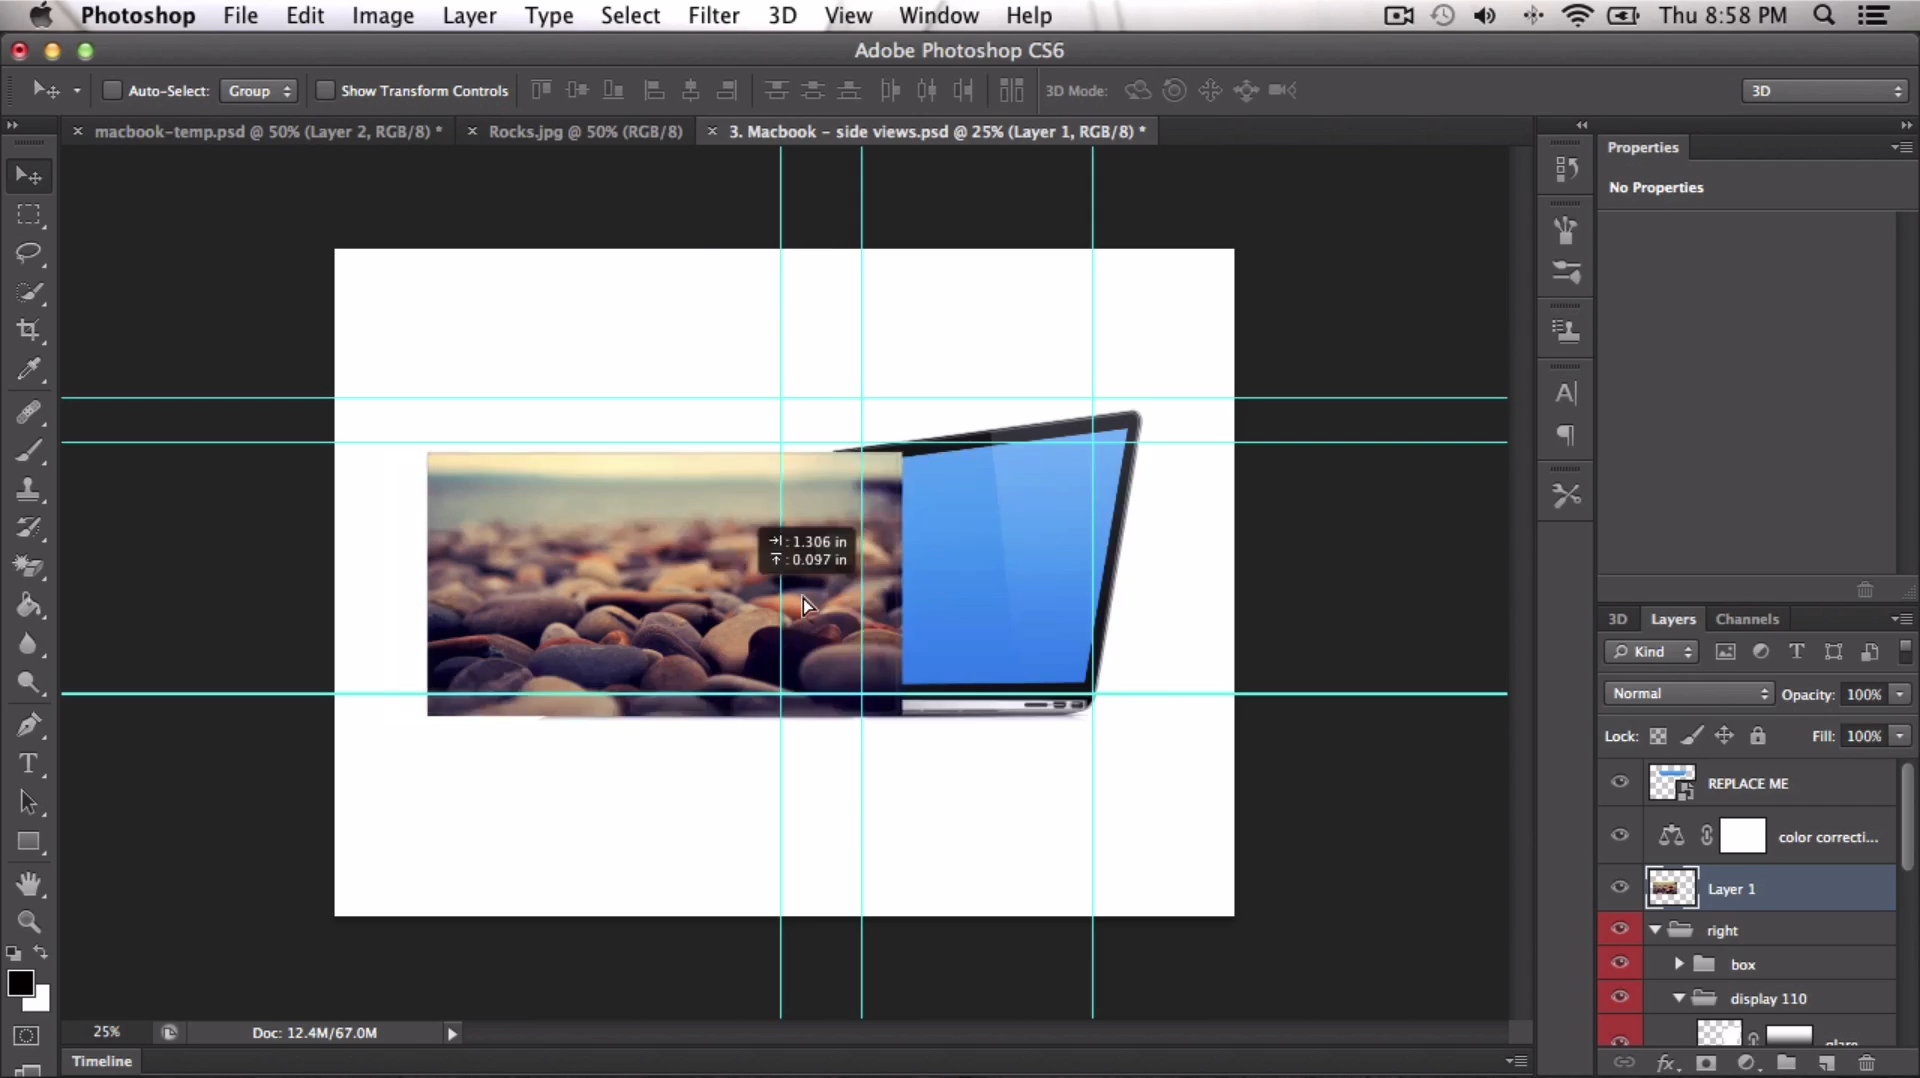 Photoshop File Edit Image Layer Type Select Filter 3D View Window Help Thu 8:58 PM
Adobe Photoshop CS6
Auto-Select: Group Show Transform Controls 3D Mode: 3D
macbook-temp.psd @ 50% (Layer 2, RGB/8) * Rocks.jpg @ 50% (RGB/8) 3. Macbook - side views.psd @ 25% (Layer 1, RGB/8) *
Properties
No Properties
: 1.306 in
: 0.097 in
3D Layers Channels
Kind
Normal Opacity: 100%
Lock: Fill: 100%
REPLACE ME
color correcti...
Layer 1
right
box
display 110
25% Doc: 12.4M/67.0M
Timeline